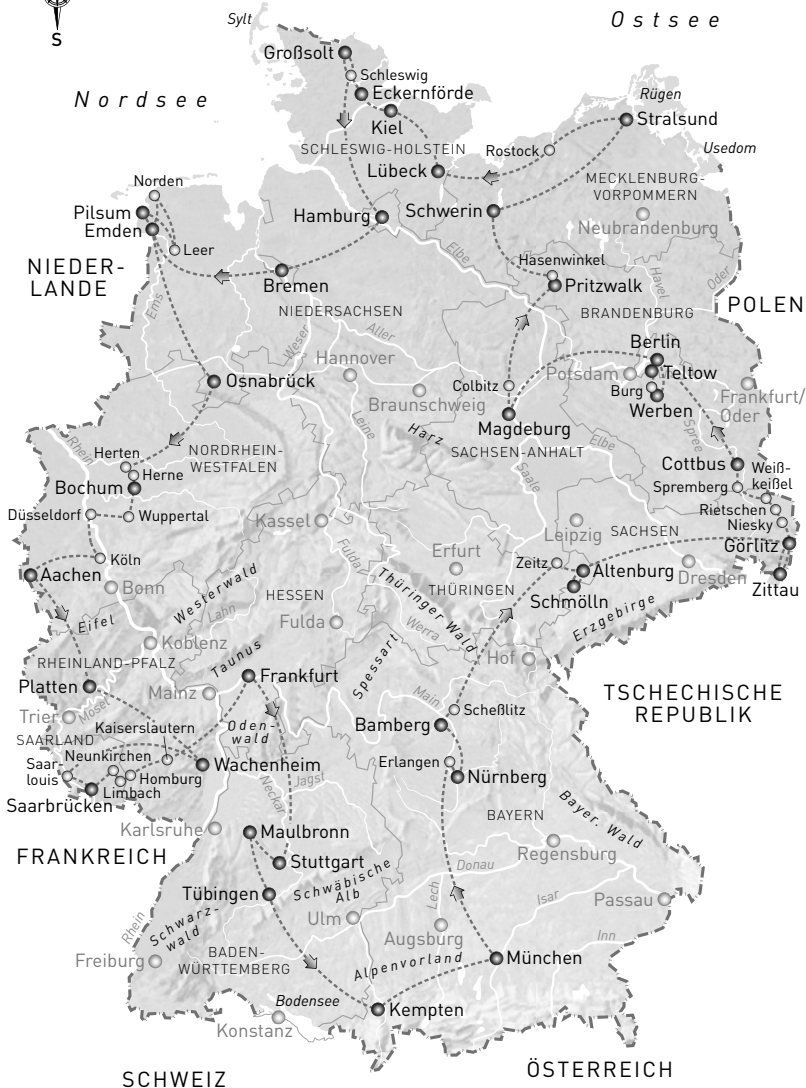 S
Sylt
Ostsee
Großsolt
Schleswig
Nordsee
Eckernförde
Rügen
Kiel
Stralsund
SCHLESWIG-HOLSTEIN
Rostock
Usedom
Lübeck
MECKLENBURG-
VORPOMMERN
Norden
Pilsum
Hamburg
Schwerin
Emden
Neubrandenburg
Leer
Elbe
NIEDER-
LANDE
Hasenwinkel
Havel
Oder
Bremen
Pritzwalk
Ems
NIEDERSACHSEN
BRANDENBURG
POLEN
Weser
Aller
Berlin
Hannover
Osnabrück
Potsdam
Teltow
Colbitz
Burg
Braunschweig
Werben
Frankfurt/
Oder
Leine
Magdeburg
Spree
Rhein
Harz
Elbe
NORDRHEIN-
WESTFALEN
SACHSEN-ANHALT
Herten
Herne
Cottbus
Weiß-
keißel
Saale
Bochum
Spremberg
Düsseldorf
Wuppertal
Kassel
Rietschen
Leipzig
SACHSEN
Niesky
Görlitz
Köln
Fulda
Erfurt
Zeitz
Aachen
Altenburg
Dresden
Bonn
Westerwald
Thüringer Wald
THÜRINGEN
Schmölln
Zittau
HESSEN
Eifel
Lahn
Fulda
Werra
Erzgebirge
Koblenz
Taunus
Hof
RHEINLAND-PFALZ
Spessart
Frankfurt
Platten
Mainz
Main
Scheßlitz
TSCHECHISCHE
REPUBLIK
Trier
Mosel
Oden-
wald
Bamberg
Kaiserslautern
SAARLAND
Neunkirchen
Saar-
louis
Homburg
Limbach
Wachenheim
Erlangen
Nürnberg
Jagst
Neckar
Saarbrücken
BAYERN
Bayer. Wald
Karlsruhe
Maulbronn
FRANKREICH
Stuttgart
Regensburg
Donau
Schwäbische
Alb
Tübingen
Lech
Isar
Passau
Ulm
Rhein
Schwarz-
wald
Augsburg
Inn
BADEN-
WÜRTTEMBERG
Freiburg
Alpenvorland
München
Bodensee
Kempten
Konstanz
SCHWEIZ
ÖSTERREICH